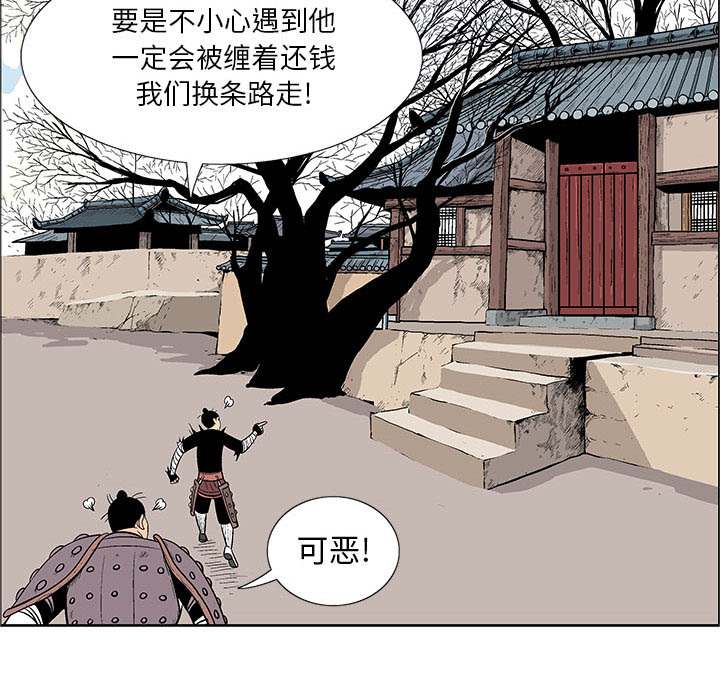 要是不小心遇到他
一定会被缠着还钱
我们换条路走!
可恶!